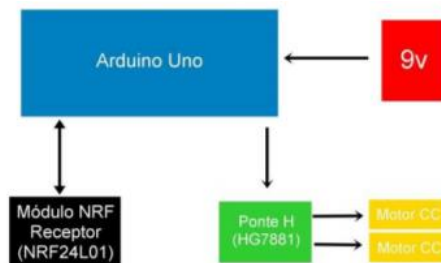 Arduino Uno
9v
Módulo NRF
Receptor
(NRF24L01)
Ponte H
(HG7881)
Motor CC
Motor CC